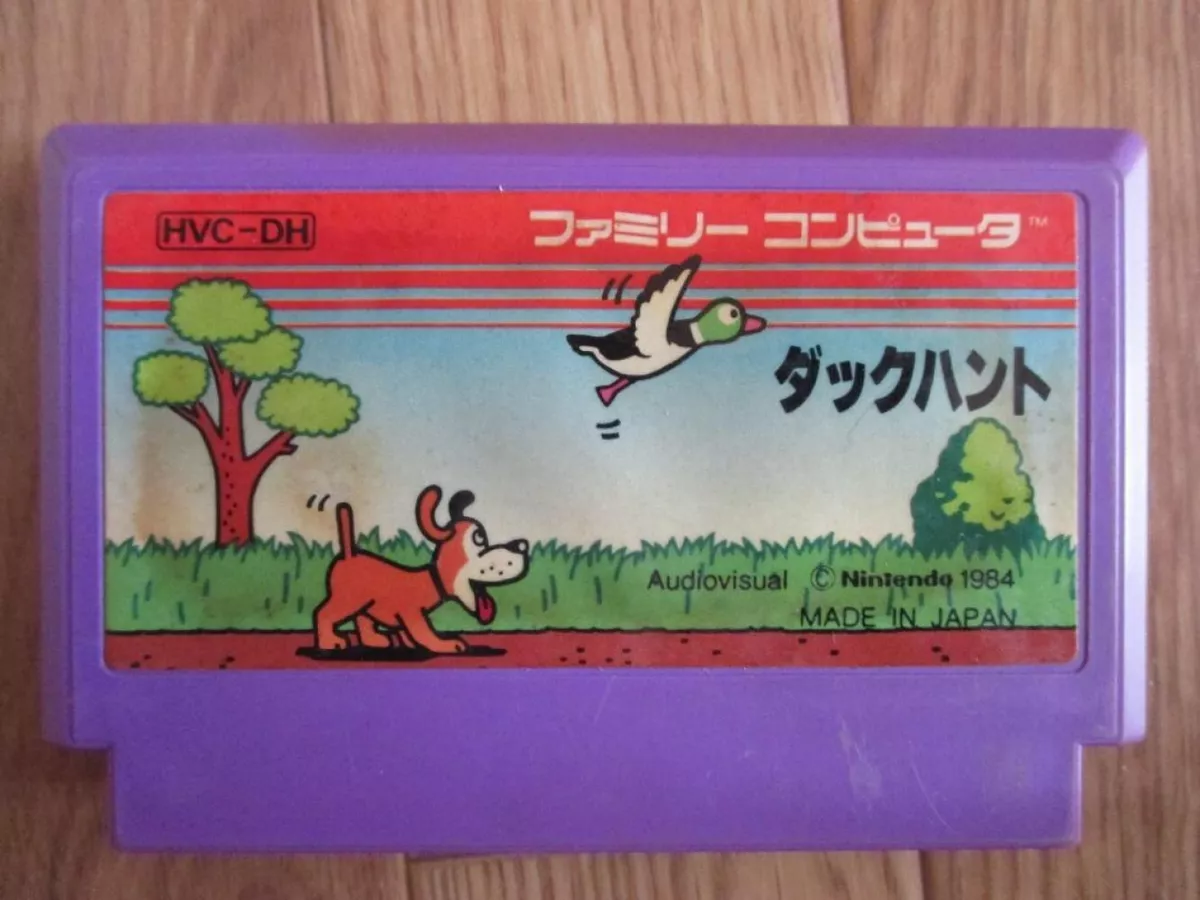 HVC-DH
ファミリー コンピュータ™
ダックハント
Audiovisual © Nintendo 1984
MADE IN JAPAN